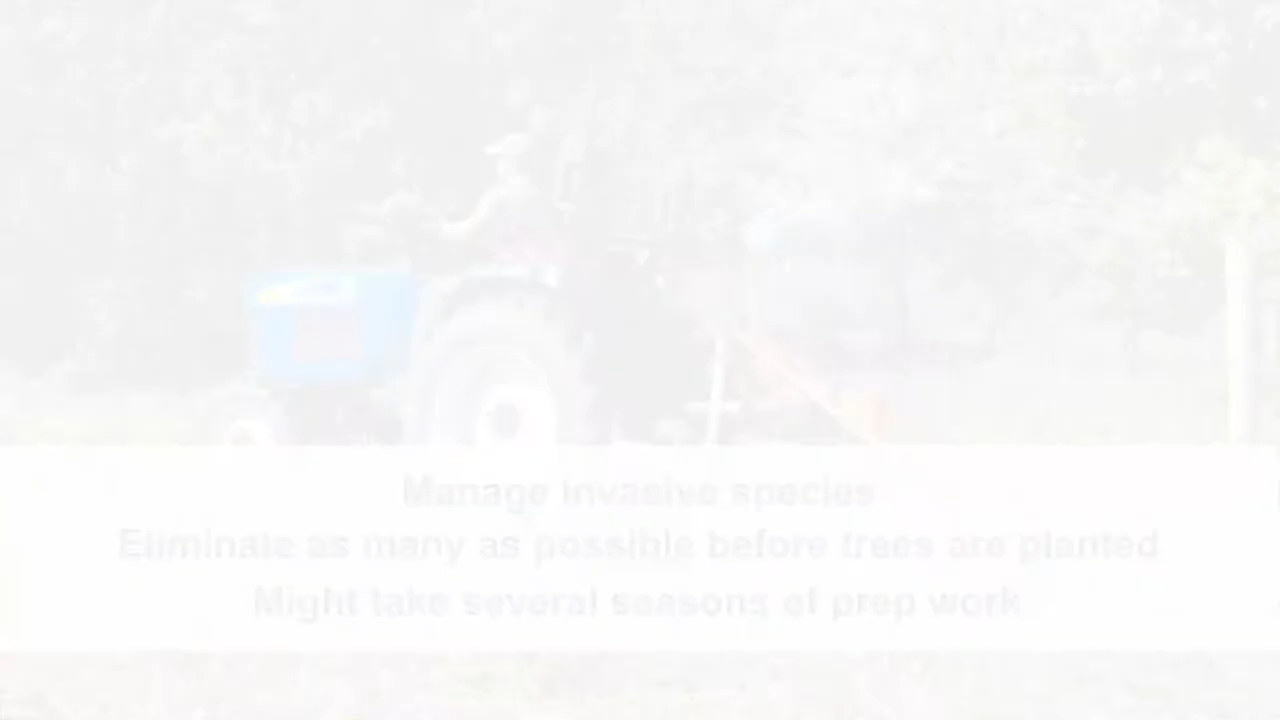 Manage invasive species
Eliminate as many as possible before trees are planted
Might take several seasons of prep work